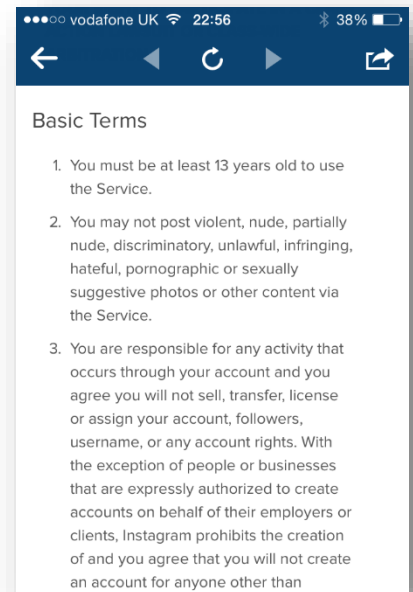 vodafone UK 22:56 38%
Basic Terms
1. You must be at least 13 years old to use
the Service.
2. You may not post violent, nude, partially
nude, discriminatory, unlawful, infringing,
hateful, pornographic or sexually
suggestive photos or other content via
the Service.
3. You are responsible for any activity that
occurs through your account and you
agree you will not sell, transfer, license
or assign your account, followers,
username, or any account rights. With
the exception of people or businesses
that are expressly authorized to create
accounts on behalf of their employers or
clients, Instagram prohibits the creation
of and you agree that you will not create
an account for anyone other than